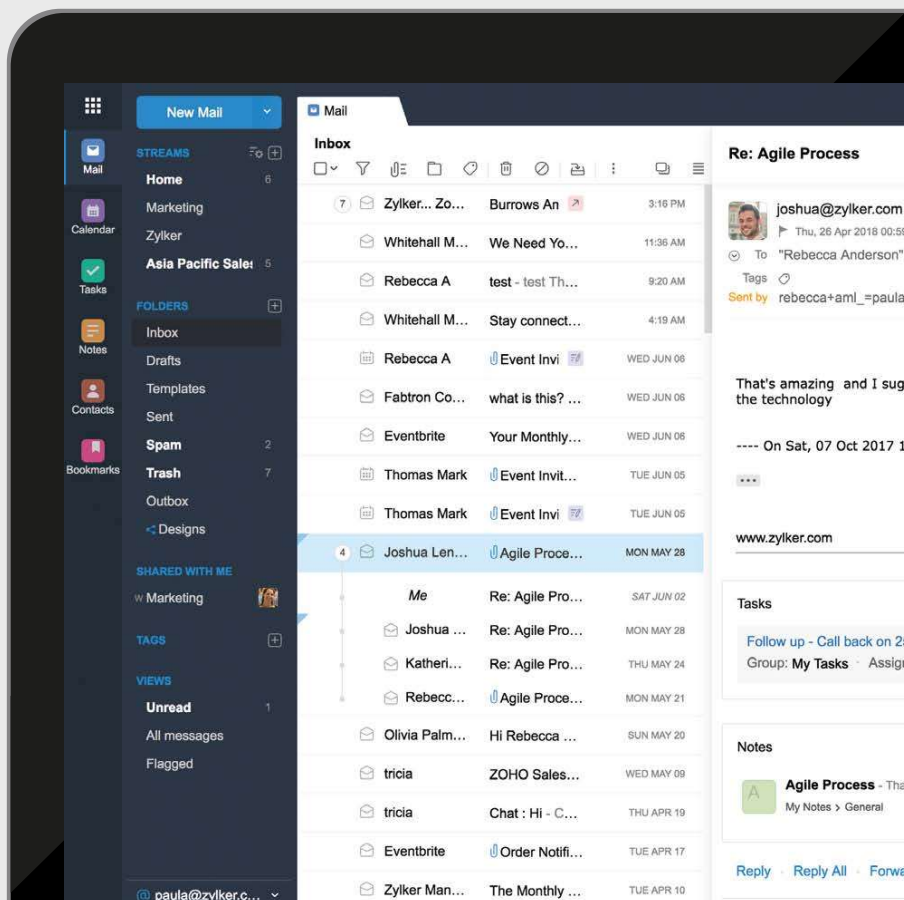 New Mail
Mail
Calendar
Tasks
Notes
Contacts
Bookmarks
STREAMS
Home 6
Marketing
Zylker
Asia Pacific Sale 5
FOLDERS
Inbox
Drafts
Templates
Sent
Spam 2
Trash 7
Outbox
Designs
SHARED WITH ME
W Marketing
TAGS
VIEWS
Unread 1
All messages
Flagged
@ paula@zylker.c...
Mail
Inbox
7 Zylker... Zo... Burrows An 3:16 PM
Whitehall M... We Need Yo... 11:36 AM
Rebecca A test - test Th... 9:20 AM
Whitehall M... Stay connect... 4:19 AM
Rebecca A Event Invi WED JUN 06
Fabtron Co... what is this? ... WED JUN 06
Eventbrite Your Monthly... WED JUN 06
Thomas Mark Event Invit... TUE JUN 05
Thomas Mark Event Invi TUE JUN 05
4 Joshua Len... Agile Proce... MON MAY 28
Me Re: Agile Pro... SAT JUN 02
Joshua ... Re: Agile Pro... MON MAY 28
Katheri... Re: Agile Pro... THU MAY 24
Rebecc... Agile Proce... MON MAY 21
Olivia Palm... Hi Rebecca ... SUN MAY 20
tricia ZOHO Sales... WED MAY 09
tricia Chat : Hi - C... THU APR 19
Eventbrite Order Notifi... TUE APR 17
Zylker Man... The Monthly ... TUE APR 10
Re: Agile Process
joshua@zylker.com
Thu, 26 Apr 2018 00:59
To "Rebecca Anderson"
Tags
Sent by rebecca+aml_=paula
That's amazing and I sug
the technology
---- On Sat, 07 Oct 2017 1
...
www.zylker.com
Tasks
Follow up - Call back on 2
Group: My Tasks · Assig
Notes
A
Agile Process - Tha
My Notes > General
Reply · Reply All · Forwa